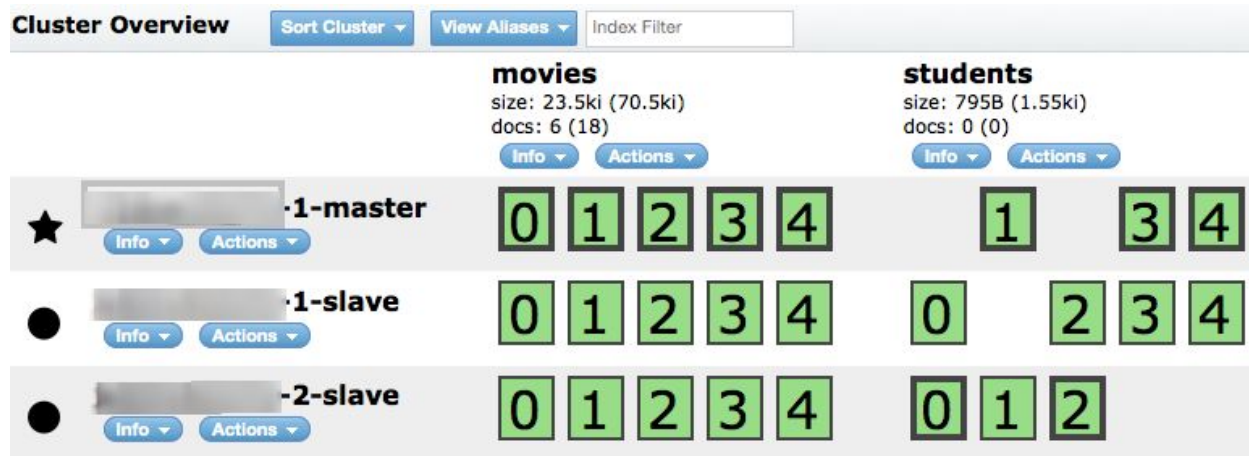 Cluster Overview Sort Cluster View Aliases Index Filter
movies students
size: 23.5ki (70.5ki) size: 795B (1.55ki)
docs: 6 (18) docs: 0 (0)
Info Actions Info Actions
-1-master 0 1 2 3 4 1 3 4
Info Actions
-1-slave 0 1 2 3 4 0 2 3 4
Info Actions
-2-slave 0 1 2 3 4 0 1 2
Info Actions